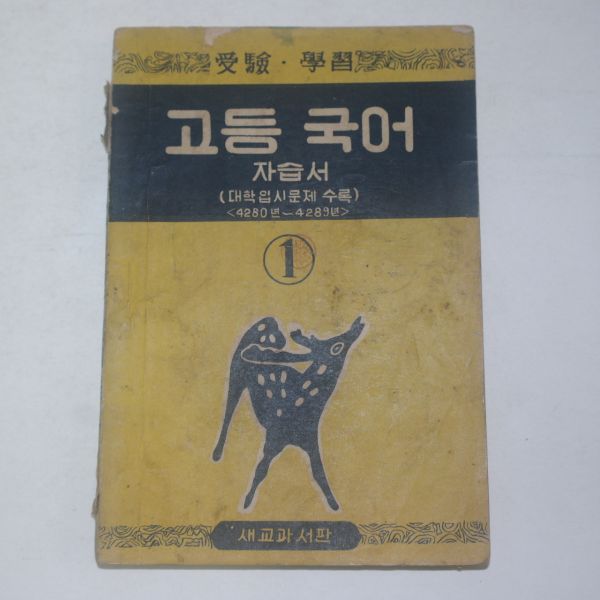 受驗·學習
고등 국어
자습서
(대학입시문제 수록)
<4280년-4289년>
1
새교과서판